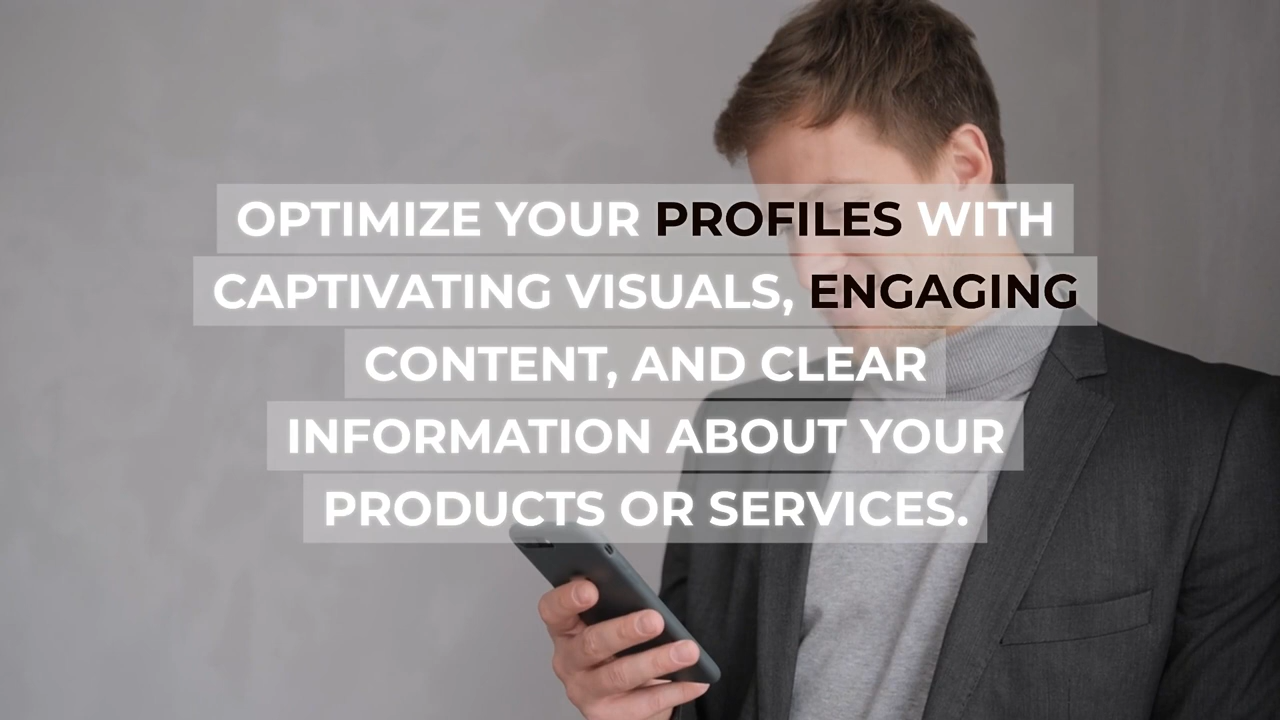 OPTIMIZE YOUR PROFILES WITH
CAPTIVATING VISUALS, ENGAGING
CONTENT, AND CLEAR
INFORMATION ABOUT YOUR
PRODUCTS OR SERVICES.